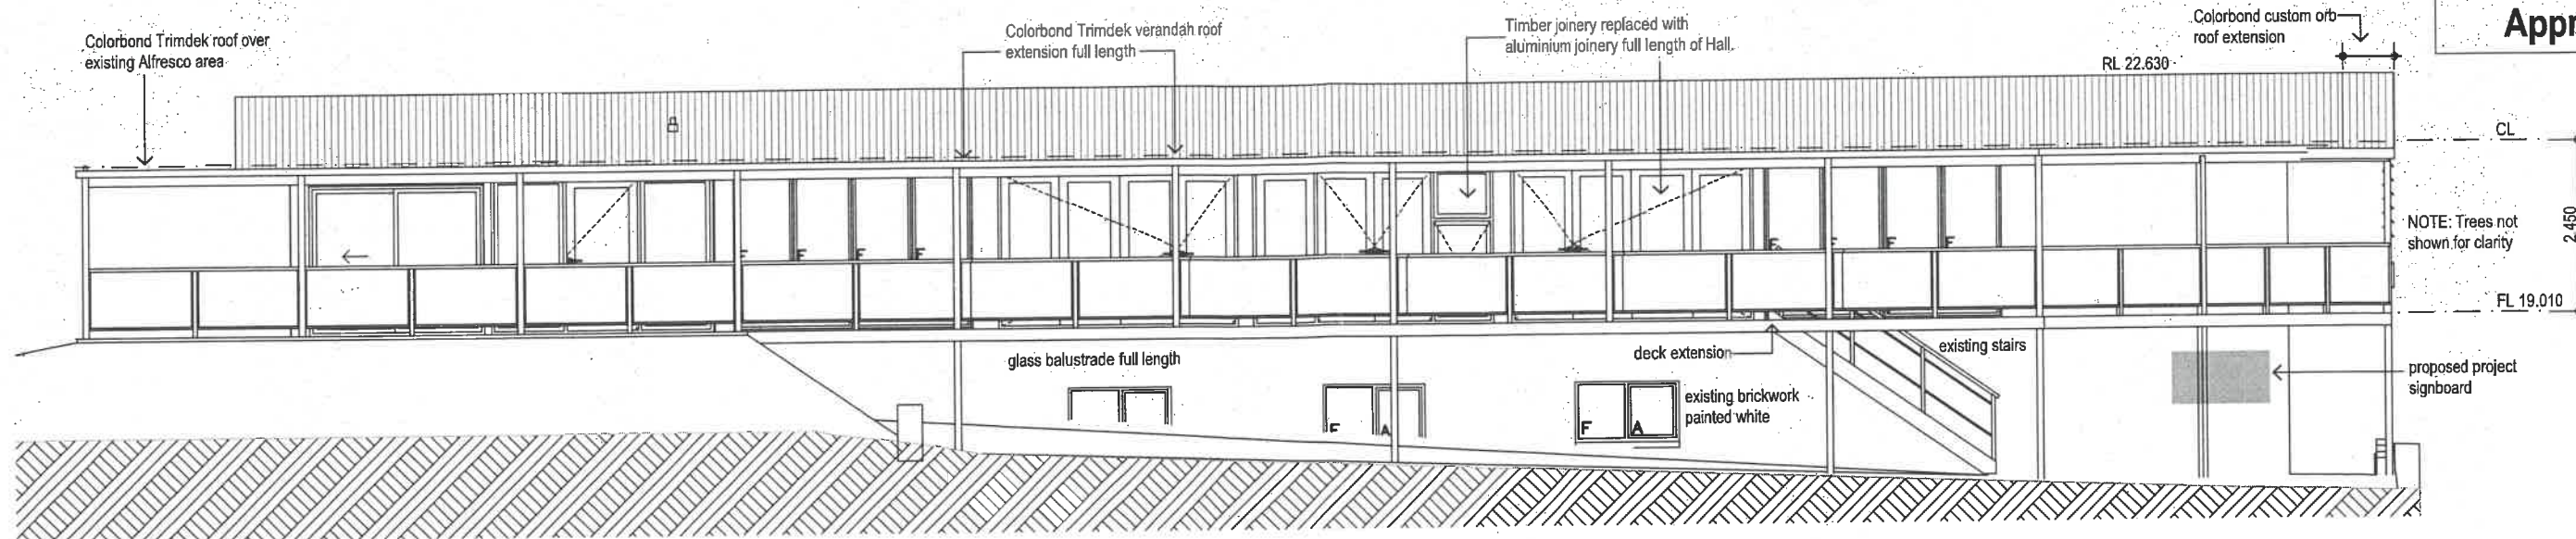 Colorbond Trimdek roof over
existing Alfresco area
Colorbond Trimdek verandah roof
extension full length
Timber joinery replaced with
aluminium joinery full length of Hall.
Colorbond custom orb
roof extension
RL 22.630
CL
2.450
NOTE: Trees not
shown for clarity
FL 19.010
F
F
F
F
F
F
F
F
glass balustrade full length
deck extension
existing stairs
proposed project
signboard
existing brickwork
painted white
F
A
F
A